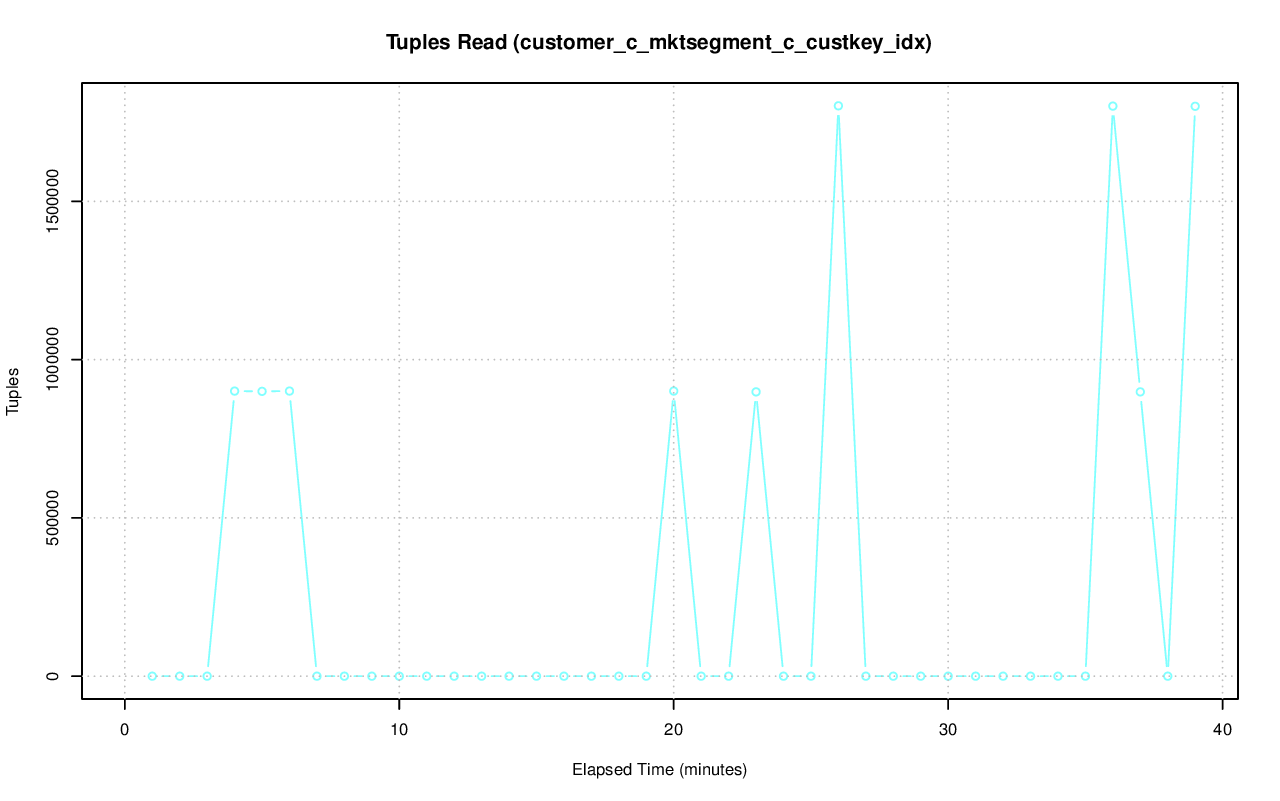 Tuples Read (customer_c_mktsegment_c_custkey_idx)
Tuples
1500000
1000000
500000
0
0 10 20 30 40
Elapsed Time (minutes)